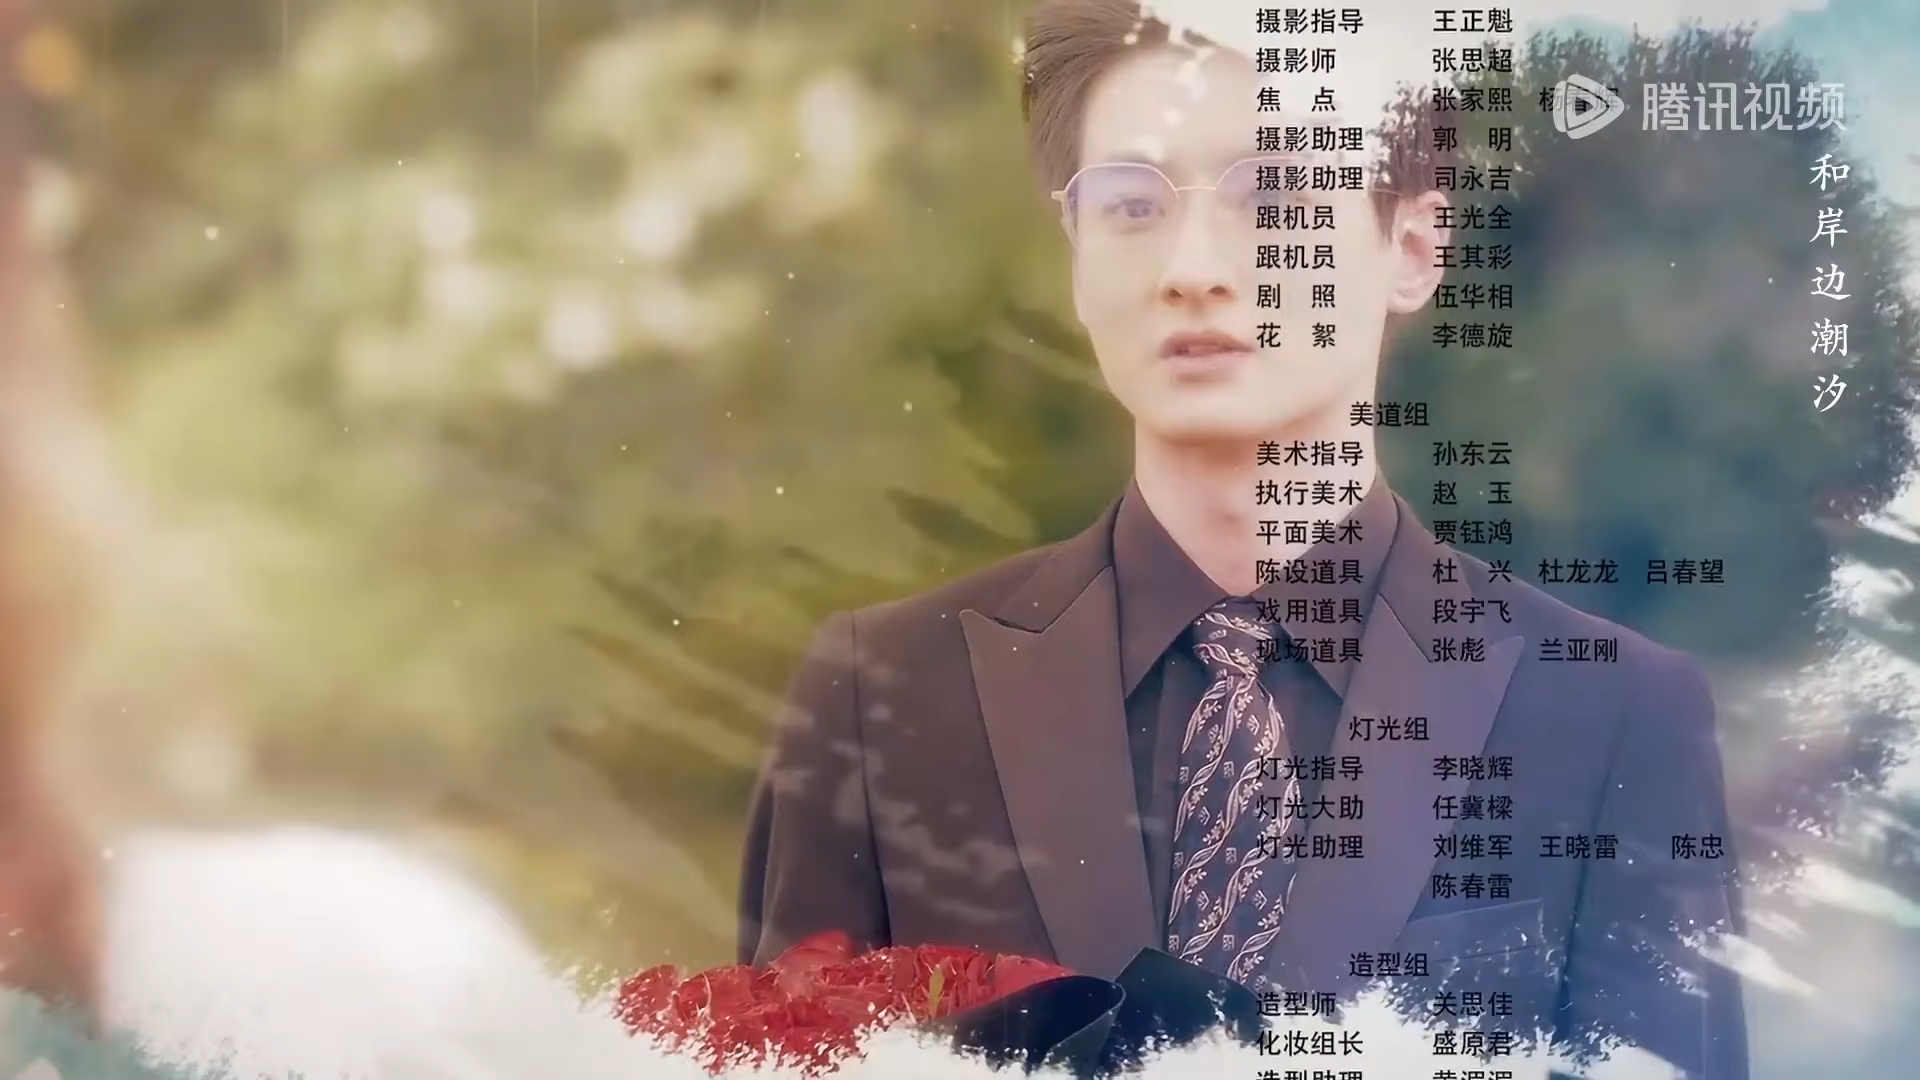 摄影指导 王正魁
摄影师 张思超
焦 点 张家熙 杨春辉
摄影助理 郭 明
摄影助理 司永吉
跟机员 王光全
跟机员 王其彩
剧 照 伍华相
花 絮 李德旋
美道组
美术指导 孙东云
执行美术 赵 玉
平面美术 贾钰鸿
陈设道具 杜 兴 杜龙龙 吕春望
戏用道具 段宇飞
现场道具 张彪 兰亚刚
灯光组
灯光指导 李晓辉
灯光大助 任冀樑
灯光助理 刘维军 王晓雷 陈忠
陈春雷
造型组
造型师 关思佳
化妆组长 盛原君
造型助理
腾讯视频
和岸边潮汐